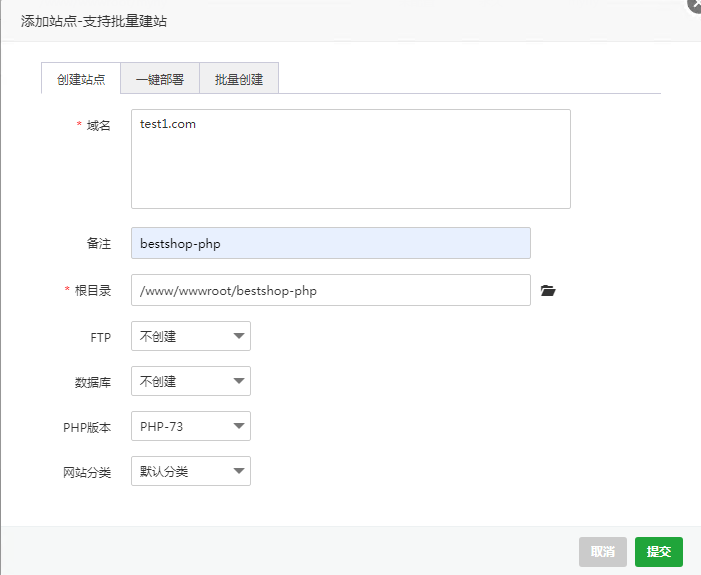 添加站点-支持批量建站
创建站点 一键部署 批量创建
* 域名 test1.com
备注 bestshop-php
* 根目录 /www/wwwroot/bestshop-php
FTP 不创建
数据库 不创建
PHP版本 PHP-73
网站分类 默认分类
取消 提交